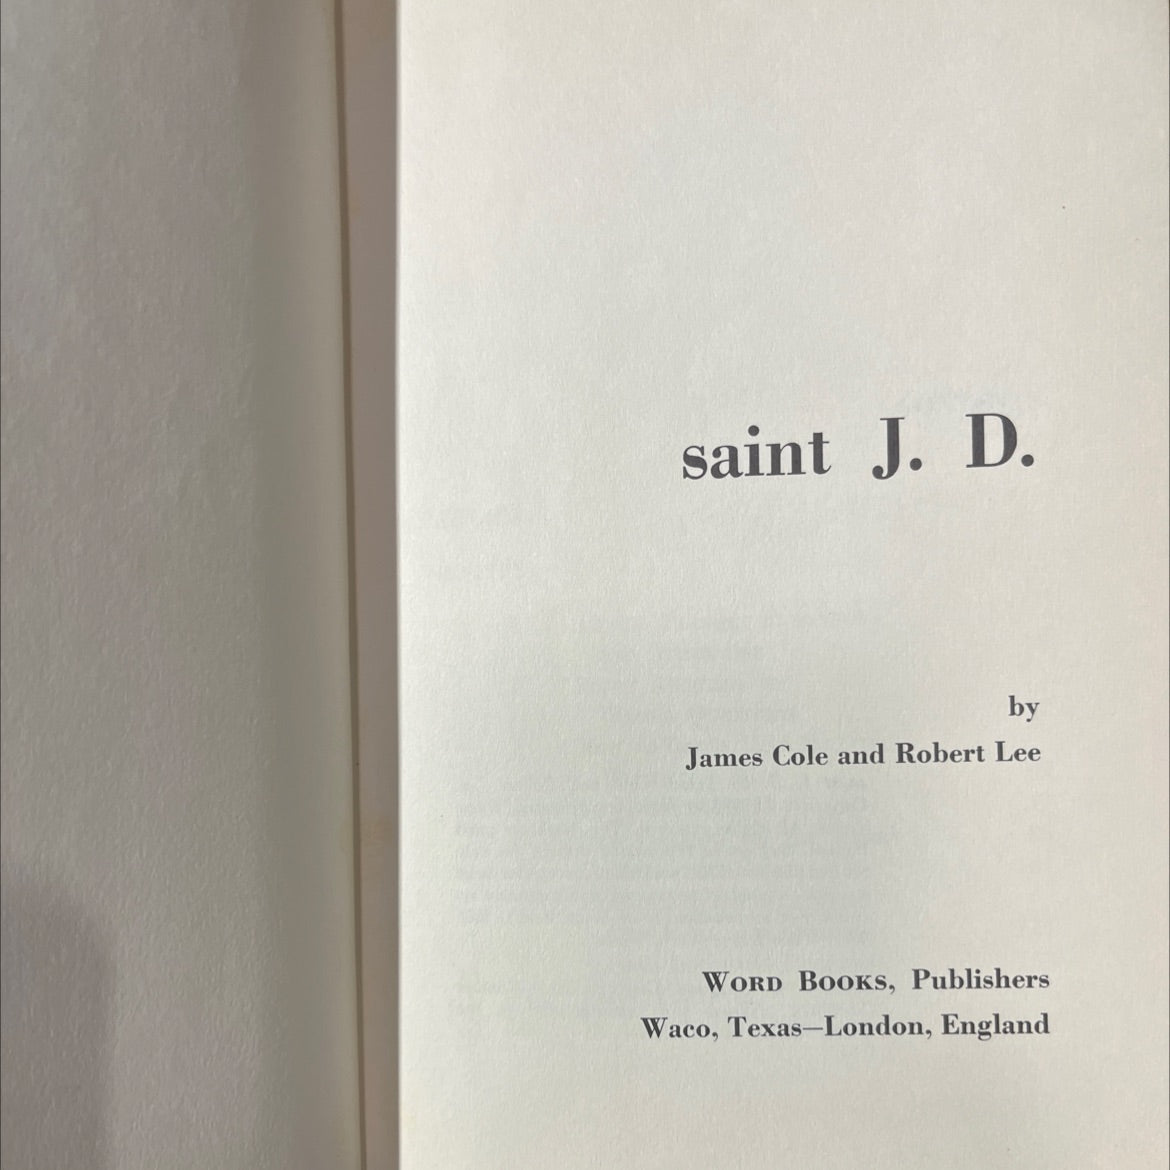 saint J. D.
by
James Cole and Robert Lee
WORD BOOKS, Publishers
Waco, Texas—London, England